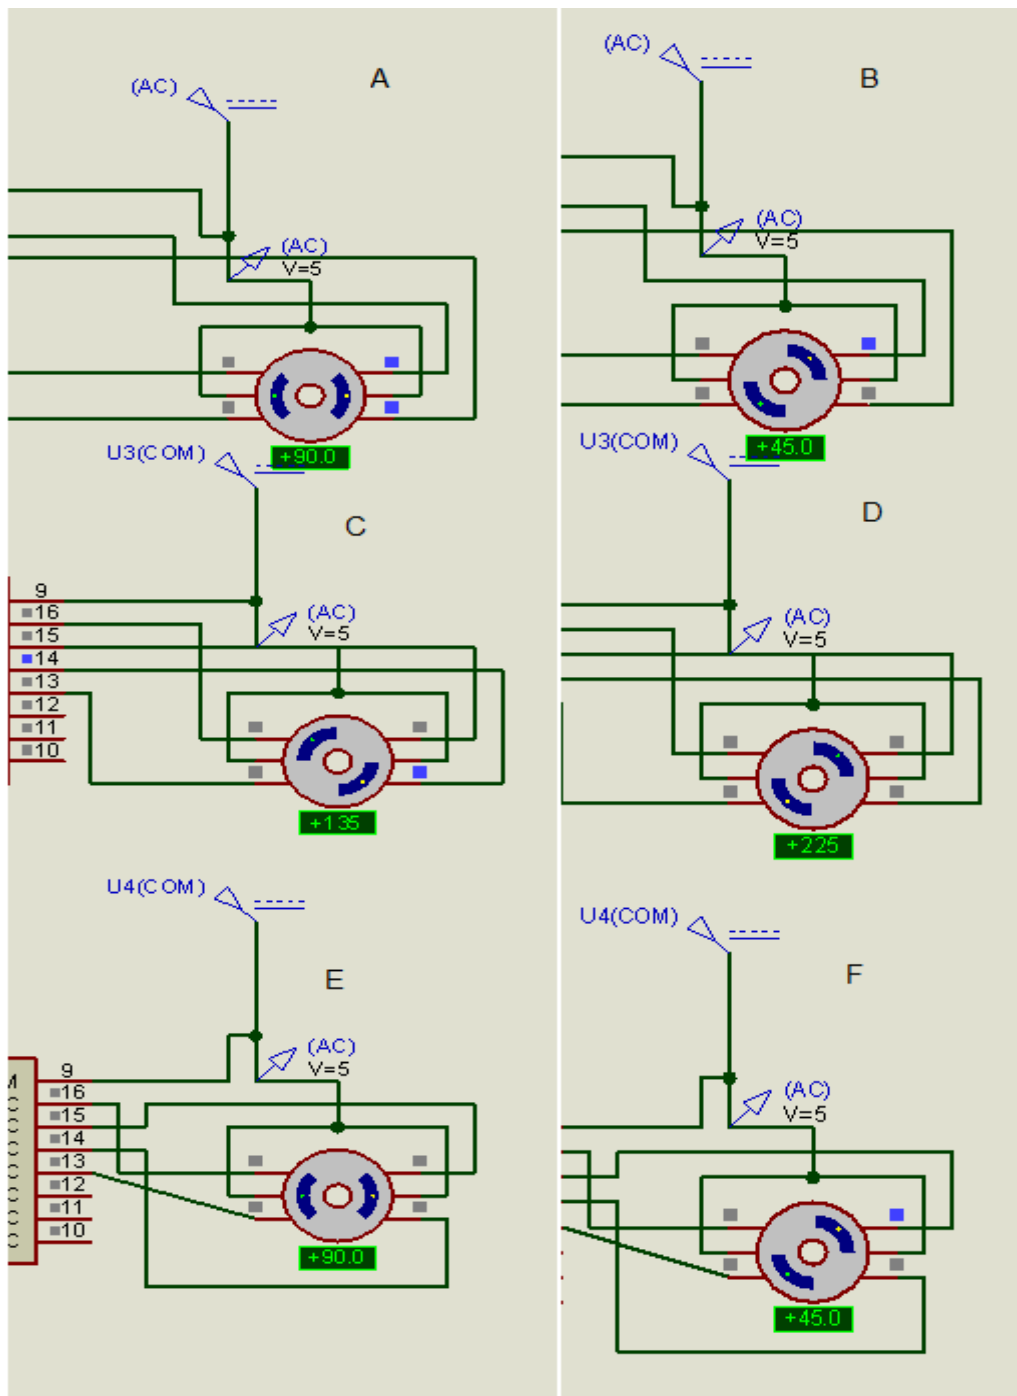 (AC)
A
(AC)
V=5
+90.0
(AC)
B
(AC)
V=5
+45.0
U3(COM)
C
9
16
15
14
13
12
11
10
(AC)
V=5
+135
U3(COM)
D
(AC)
V=5
+225
U4(COM)
E
9
16
15
14
13
12
11
10
M
C
C
C
C
C
C
C
(AC)
V=5
+90.0
U4(COM)
F
(AC)
V=5
+45.0